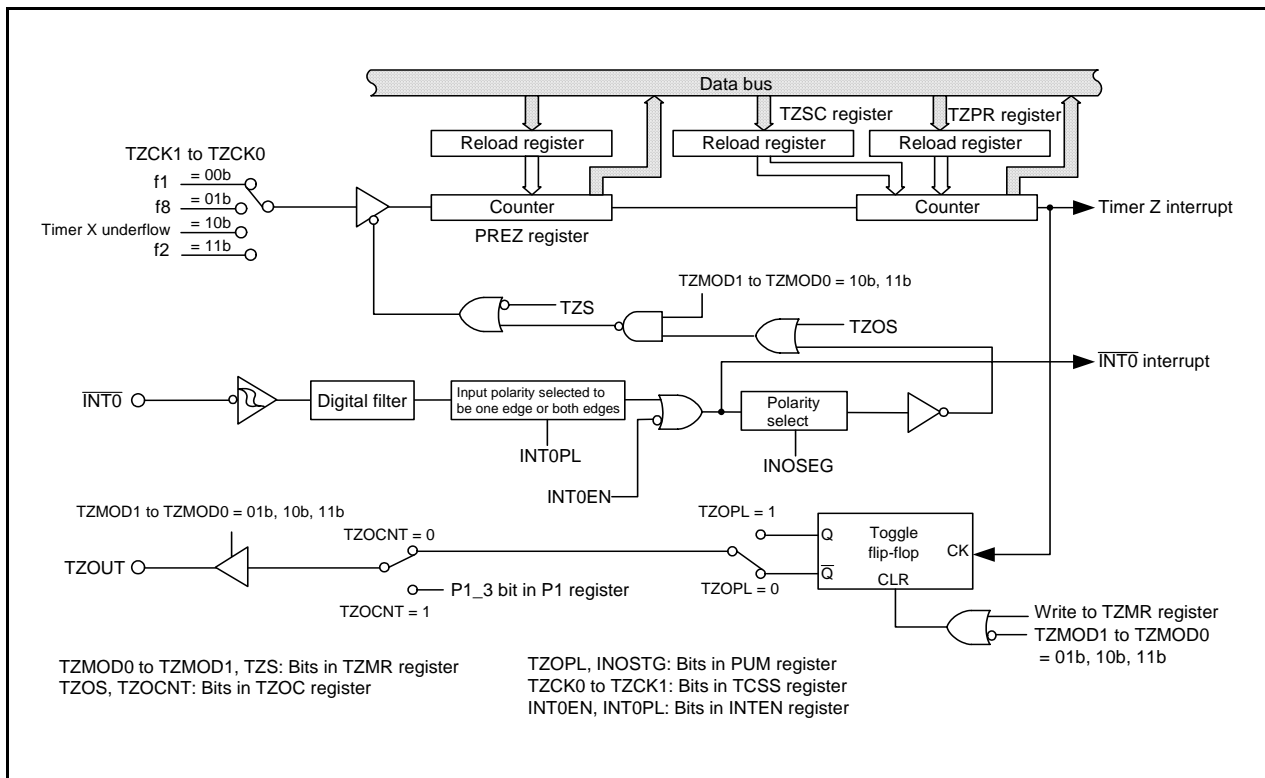 Data bus
TZSC register
TZPR register
Reload register
Reload register
Reload register
TZCK1 to TZCK0
= 00b
f1
= 01b
f8
= 10b
Timer X underflow
= 11b
f2
Counter
Counter
Timer Z interrupt
PREZ register
TZMOD1 to TZMOD0 = 10b, 11b
TZS
TZOS
INT0 interrupt
INT0
Digital filter
Input polarity selected to
be one edge or both edges
Polarity
select
INT0PL
INOSEG
INT0EN
TZMOD1 to TZMOD0 = 01b, 10b, 11b
TZOCNT = 0
TZOPL = 1
Q
Toggle
flip-flop
CK
TZOUT
Q
CLR
P1_3 bit in P1 register
TZOPL = 0
TZOCNT = 1
Write to TZMR register
TZMOD1 to TZMOD0
= 01b, 10b, 11b
TZMOD0 to TZMOD1, TZS: Bits in TZMR register
TZOS, TZOCNT: Bits in TZOC register
TZOPL, INOSTG: Bits in PUM register
TZCK0 to TZCK1: Bits in TCSS register
INT0EN, INT0PL: Bits in INTEN register